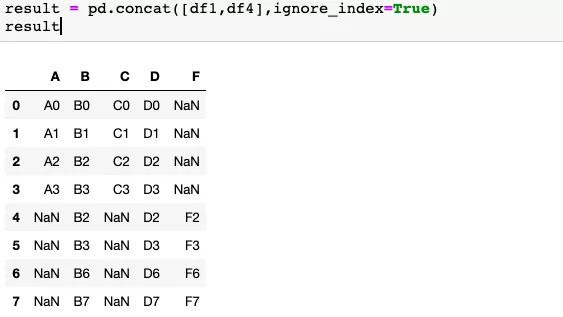 result = pd.concat([df1,df4],ignore_index=True)
result
A B C D F
0 A0 B0 C0 D0 NaN
1 A1 B1 C1 D1 NaN
2 A2 B2 C2 D2 NaN
3 A3 B3 C3 D3 NaN
4 NaN B2 NaN D2 F2
5 NaN B3 NaN D3 F3
6 NaN B6 NaN D6 F6
7 NaN B7 NaN D7 F7